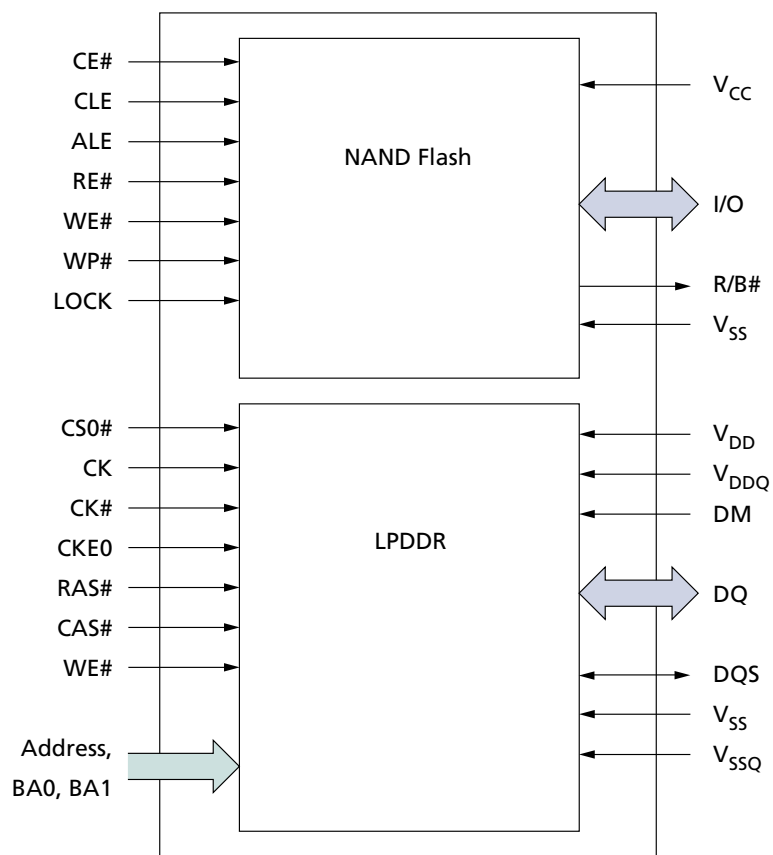 CE#
CLE
ALE
RE#
WE#
WP#
LOCK
NAND Flash
VCC
I/O
R/B#
VSS
CS0#
CK
CK#
CKE0
RAS#
CAS#
WE#
Address,
BA0, BA1
LPDDR
VDD
VDDQ
DM
DQ
DQS
VSS
VSSQ